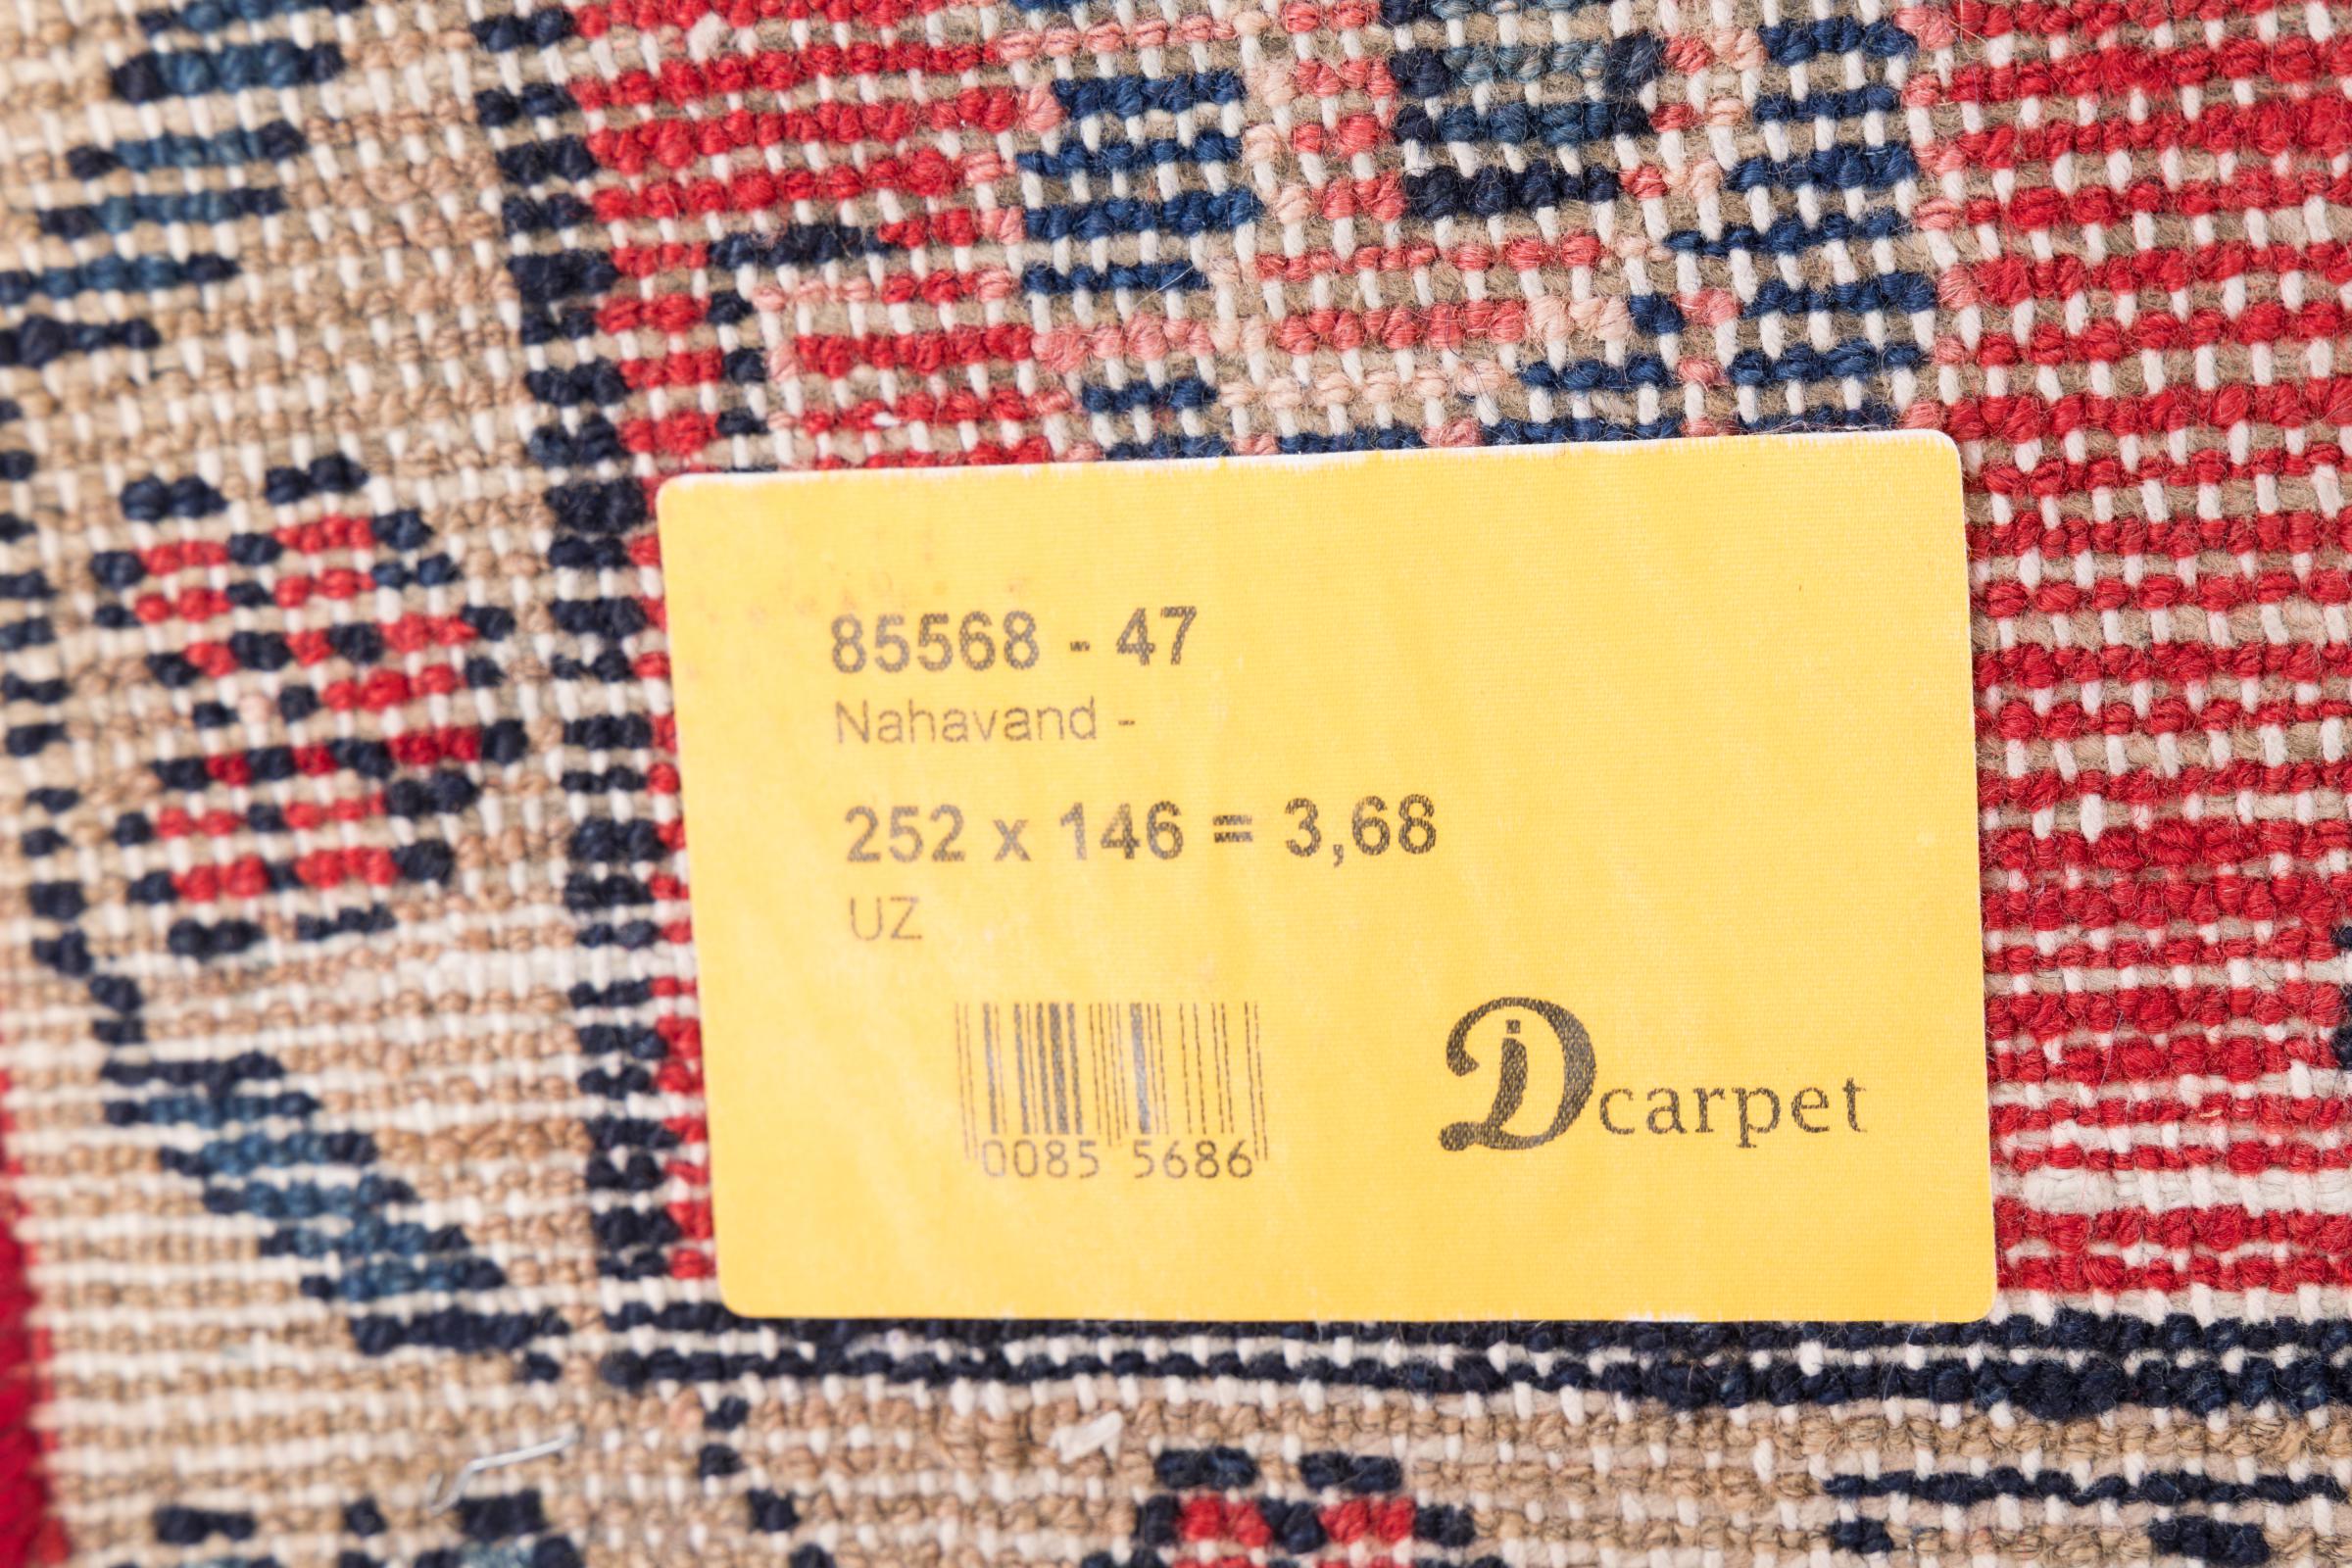 85568 - 47
Nahavand -
252 x 146 = 3,68
UZ
0085 5686
Dcarpet